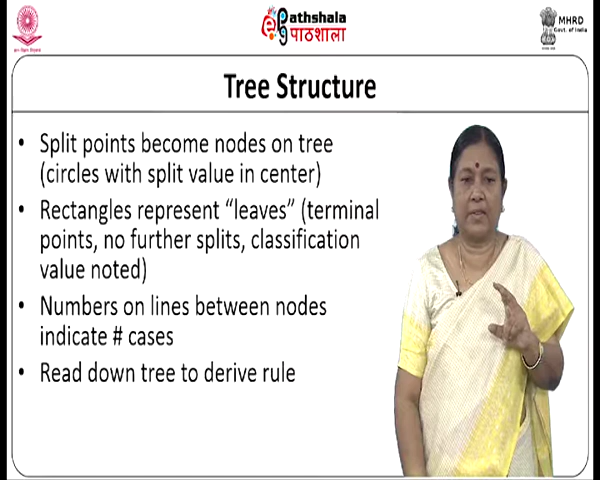 Pathshala
पाठशाला
MHRD
Govt. of India
Tree Structure
• Split points become nodes on tree
(circles with split value in center)
• Rectangles represent “leaves” (terminal
points, no further splits, classification
value noted)
• Numbers on lines between nodes
indicate # cases
• Read down tree to derive rule